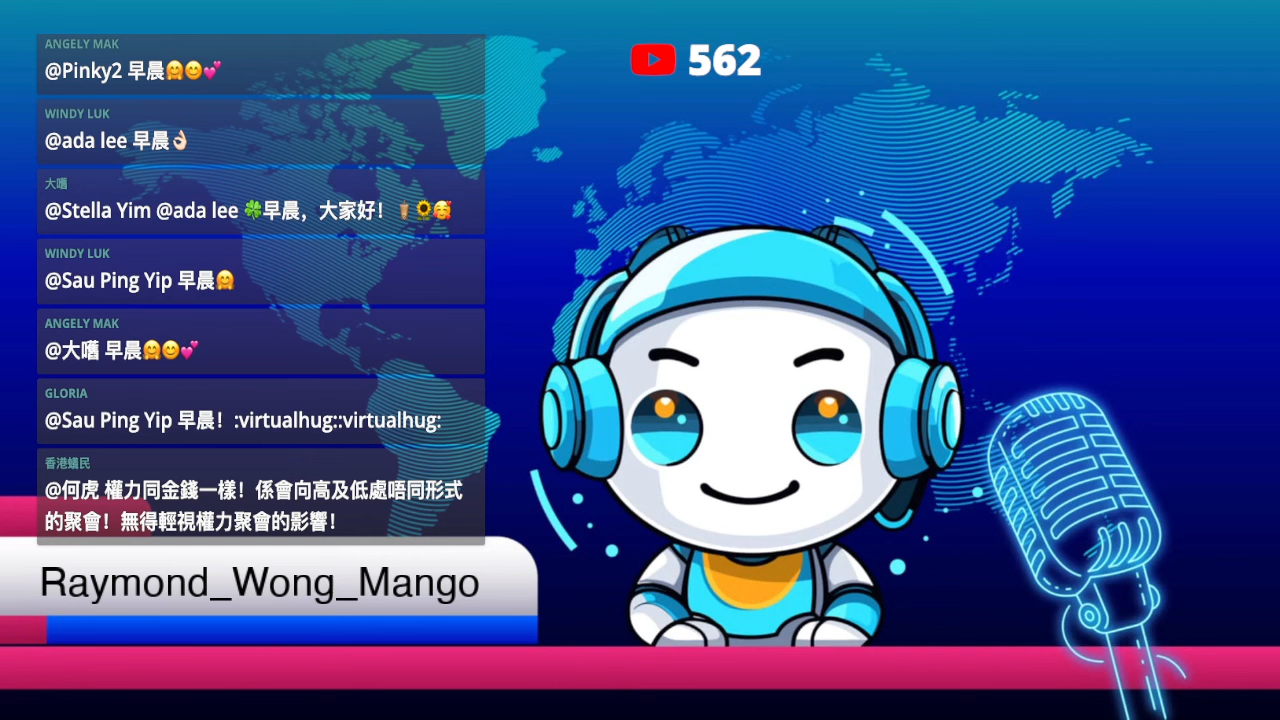 562
ANGELY MAK
@Pinky2 早晨🤗😊💕
WINDY LUK
@ada lee 早晨👌🏻
大嚿
@Stella Yim @ada lee 🍀早晨，大家好！🧋🌻🥰
WINDY LUK
@Sau Ping Yip 早晨🤗
ANGELY MAK
@大嚿 早晨🤗😊💕
GLORIA
@Sau Ping Yip 早晨！:virtualhug::virtualhug:
香港蟻民
@何虎 權力同金錢一樣！係會向高及低處唔同形式
的聚會！無得輕視權力聚會的影響！
Raymond_Wong_Mango